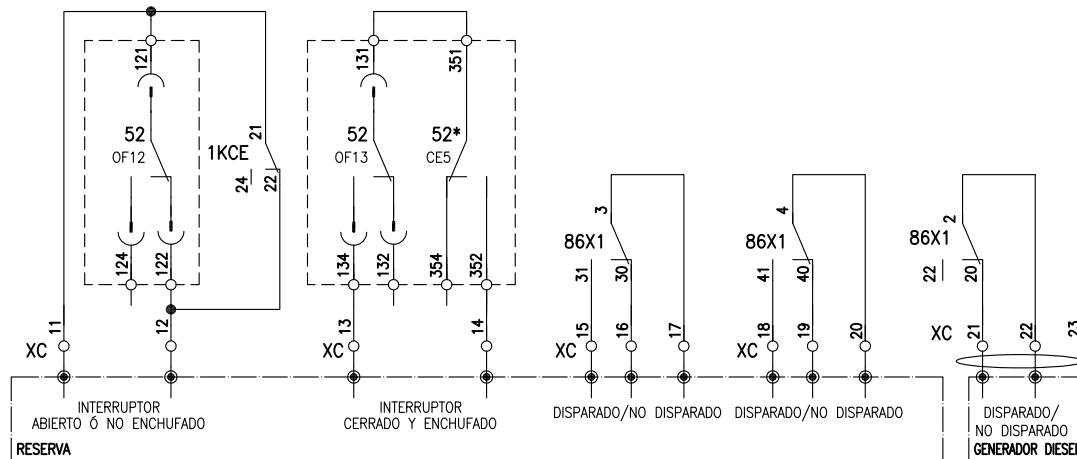 121
52
OF12
124
122
1KCE
21
24
22
131
351
52
OF13
52*
CE5
134
132
354
352
3
86X1
31
30
4
86X1
41
40
2
86X1
22
20
11
12
13
14
15
16
17
18
19
20
21
22
23
XC
XC
XC
XC
XC
INTERRUPTOR
ABIERTO Ó NO ENCHUFADO
INTERRUPTOR
CERRADO Y ENCHUFADO
DISPARADO/NO DISPARADO
DISPARADO/NO DISPARADO
DISPARADO/
NO DISPARADO
RESERVA
GENERADOR DIESEL